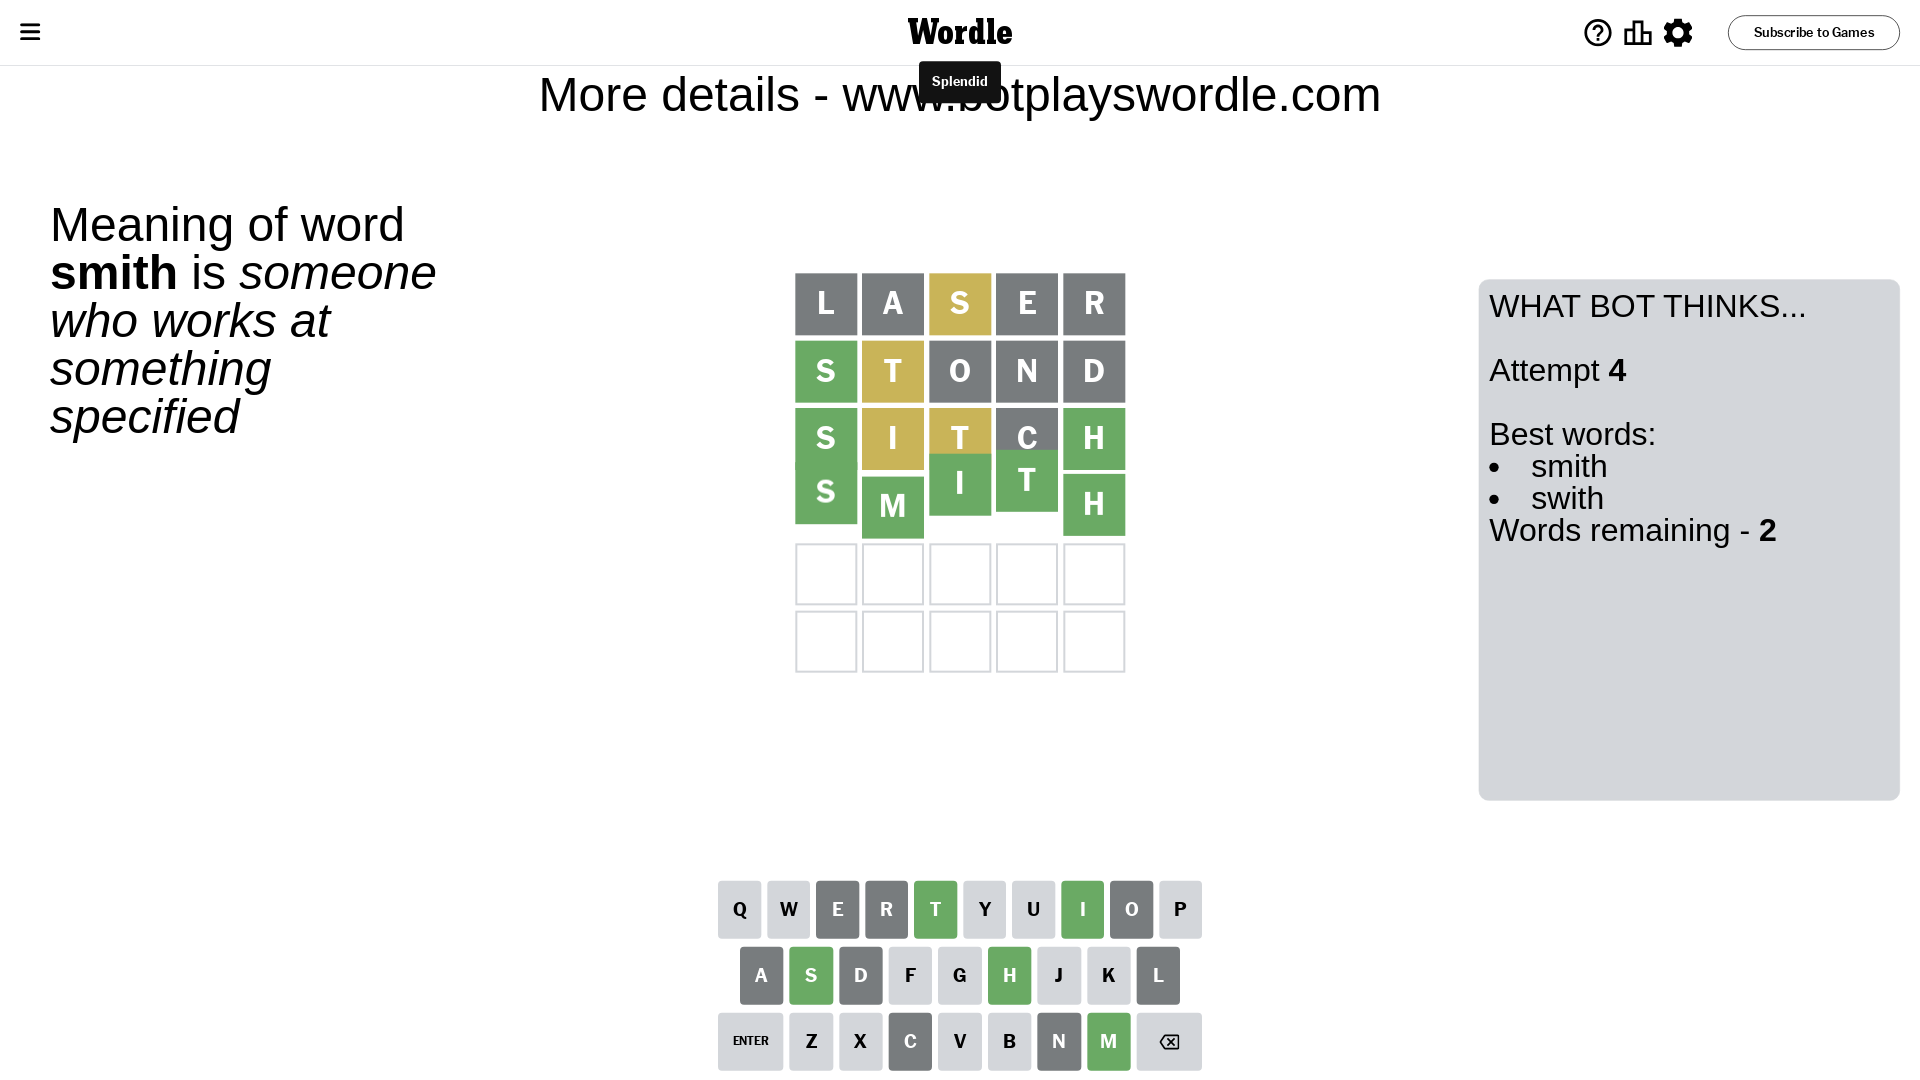 Wordle
Subscribe to Games
Splendid
More details - www.botplayswordle.com
Meaning of word
smith is someone
who works at
something
specified
L A S E R
S T O N D
S I T C H
S M I T H
WHAT BOT THINKS...
Attempt 4
Best words:
• smith
• swith
Words remaining - 2
Q W E R T Y U I O P
A S D F G H J K L
ENTER Z X C V B N M